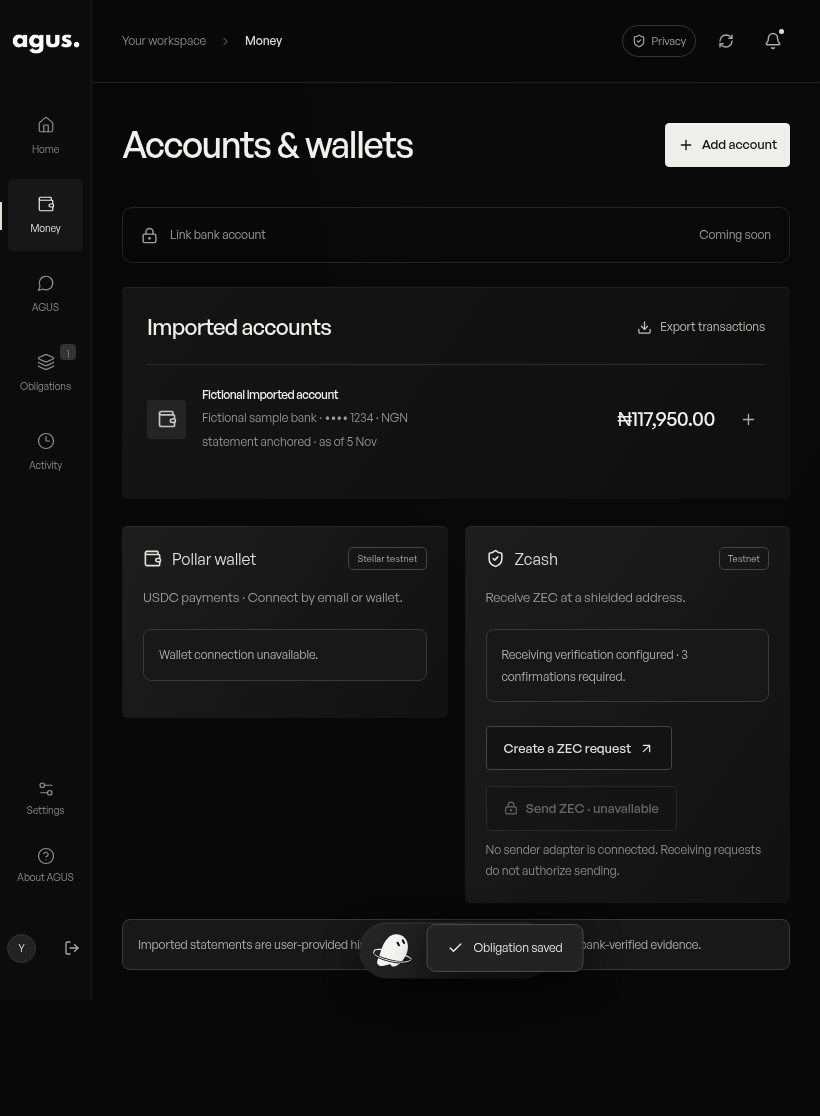 agus.
Your workspace
Money
Privacy
Home
Money
AGUS
1
Obligations
Activity
Settings
About AGUS
Y
Accounts & wallets
Add account
Link bank account
Coming soon
Imported accounts
Export transactions
Fictional imported account
Fictional sample bank · •••• 1234 · NGN
statement anchored · as of 5 Nov
₦117,950.00
Pollar wallet
Stellar testnet
USDC payments · Connect by email or wallet.
Wallet connection unavailable.
Zcash
Testnet
Receive ZEC at a shielded address.
Receiving verification configured · 3
confirmations required.
Create a ZEC request
Send ZEC · unavailable
No sender adapter is connected. Receiving requests
do not authorize sending.
Imported statements are user-provided
bank-verified evidence.
Obligation saved